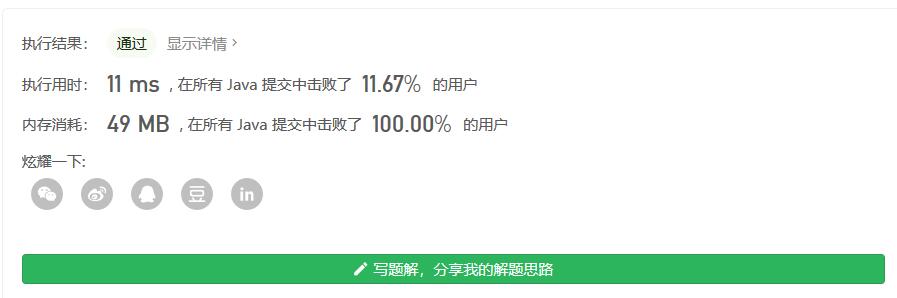 执行结果： 通过 显示详情 ›
执行用时： 11 ms , 在所有 Java 提交中击败了 11.67% 的用户
内存消耗： 49 MB , 在所有 Java 提交中击败了 100.00% 的用户
炫耀一下:
豆 in
写题解，分享我的解题思路